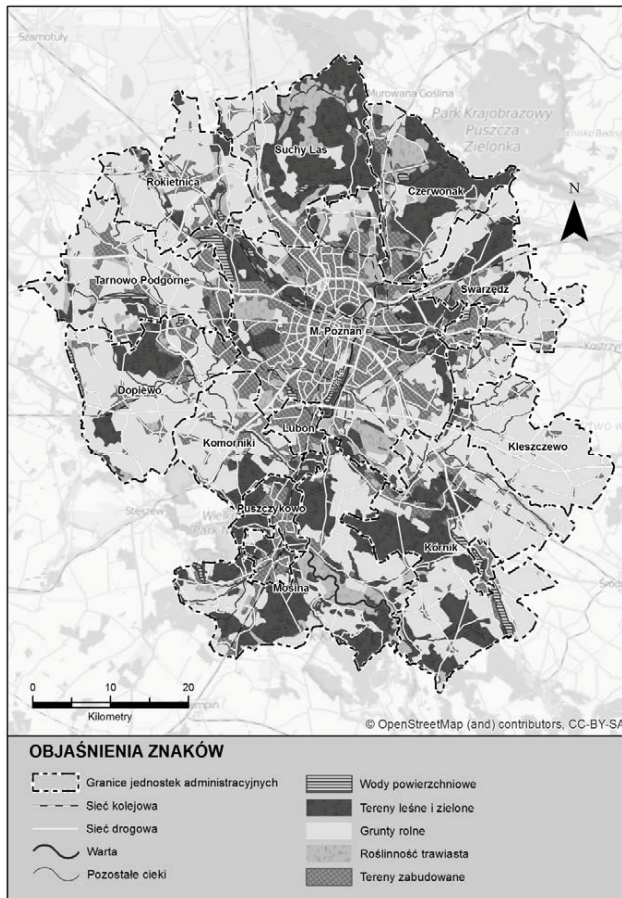 Szamotuły
Murowana Goślina
Park Krajobrazowy
Puszcza
Zielonka
Suchy Las
Rokietnica
Czerwonak
N
Tarnowo Podgórne
Swarzędz
M. Poznań
Kostrzyn
Dopiewo
Luboń
Komorniki
Kleszczewo
Stęszew
Puszczykowo
Kórnik
Mosina
0 10 20
Kilometry
© OpenStreetMap (and) contributors, CC-BY-SA
OBJAŚNIENIA ZNAKÓW
Granice jednostek administracyjnych
Sieć kolejowa
Sieć drogowa
Warta
Pozostałe cieki
Wody powierzchniowe
Tereny leśne i zielone
Grunty rolne
Roślinność trawiasta
Tereny zabudowane